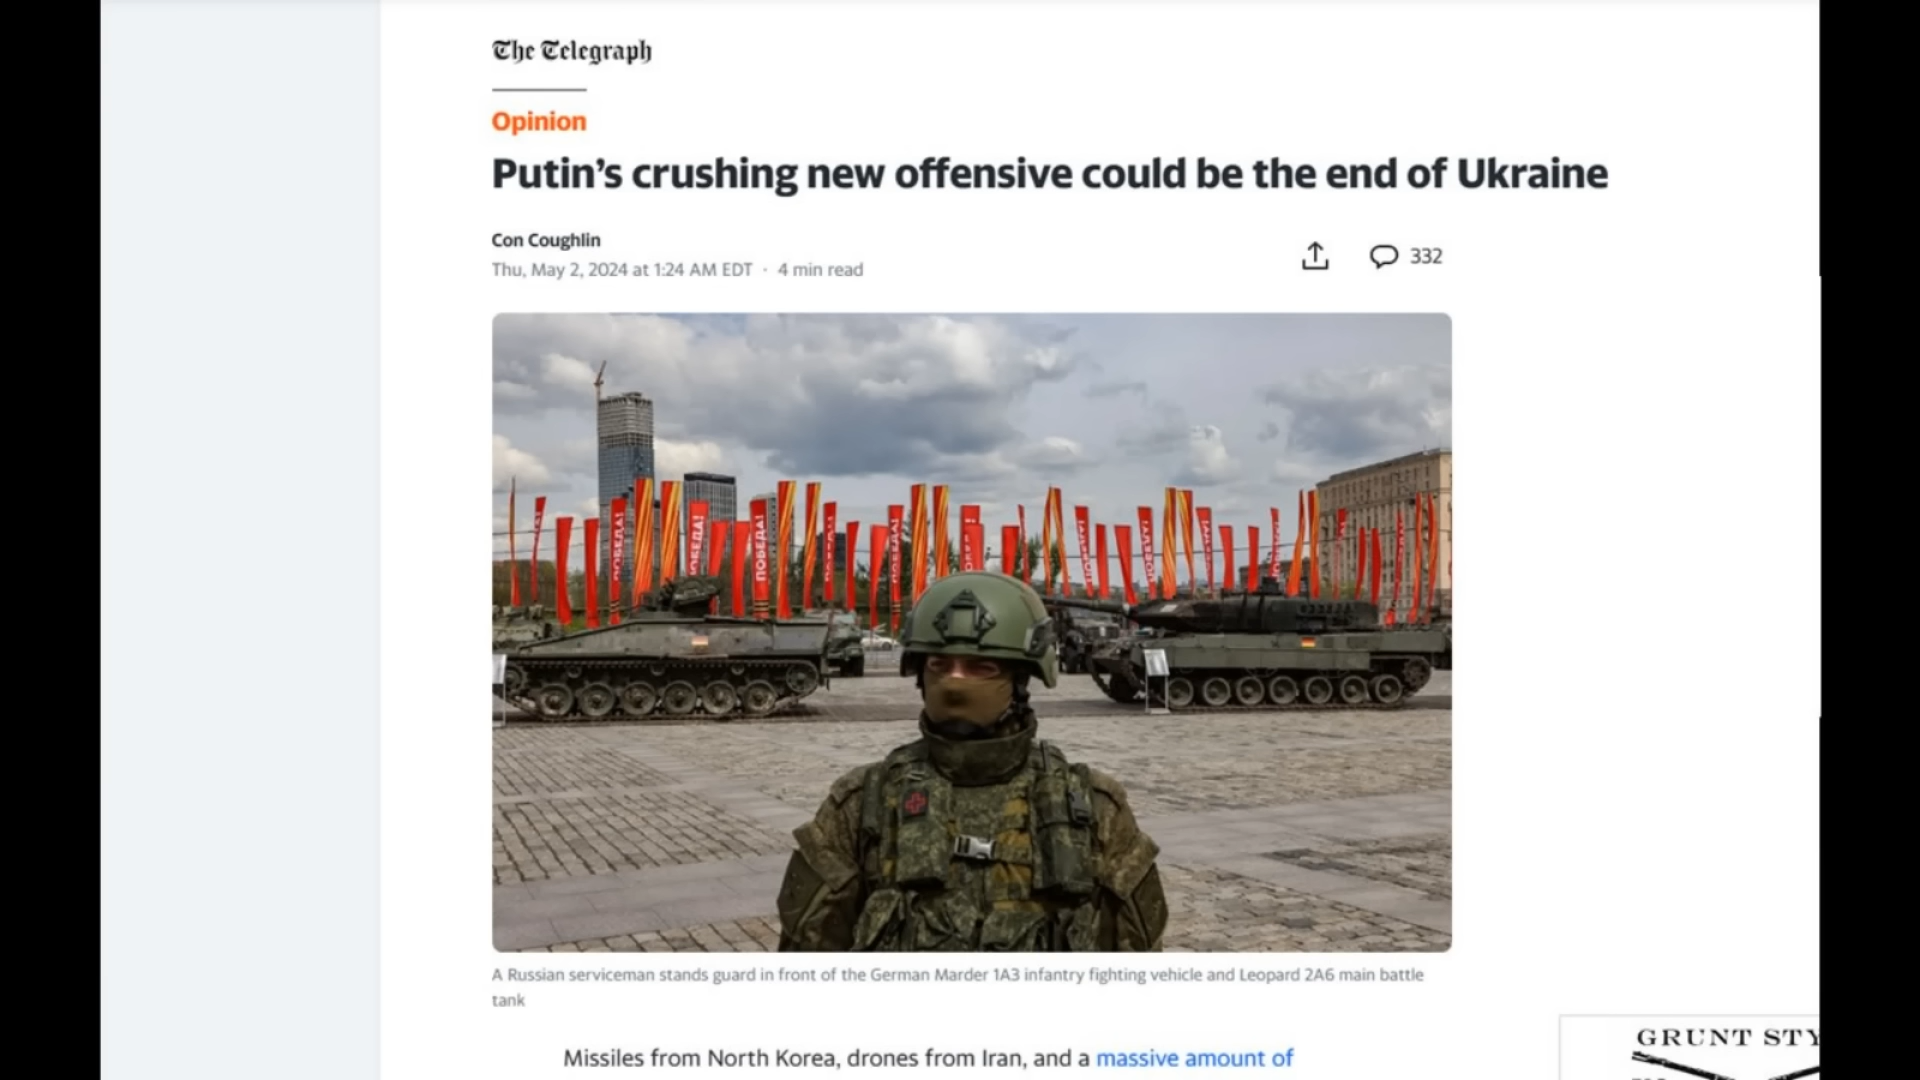 The Telegraph
Opinion
Putin's crushing new offensive could be the end of Ukraine
Con Coughlin
Thu, May 2, 2024 at 1:24 AM EDT · 4 min read
332
ПОБЕДА!
ПОБЕДА!
A Russian serviceman stands guard in front of the German Marder 1A3 infantry fighting vehicle and Leopard 2A6 main battle
tank
Missiles from North Korea, drones from Iran, and a massive amount of
GRUNT STY